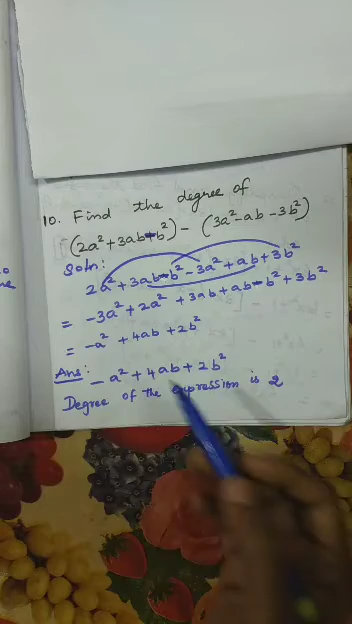 10. Find the degree of
(2a²+3ab-b²) - (3a²-ab-3b²)
Soln:
2a²+3ab-b²-3a²+ab+3b²
= -3a²+2a²+3ab+ab-b²+3b²
= -a²+4ab+2b²
Ans:
-a²+4ab+2b²
Degree of the expression is 2